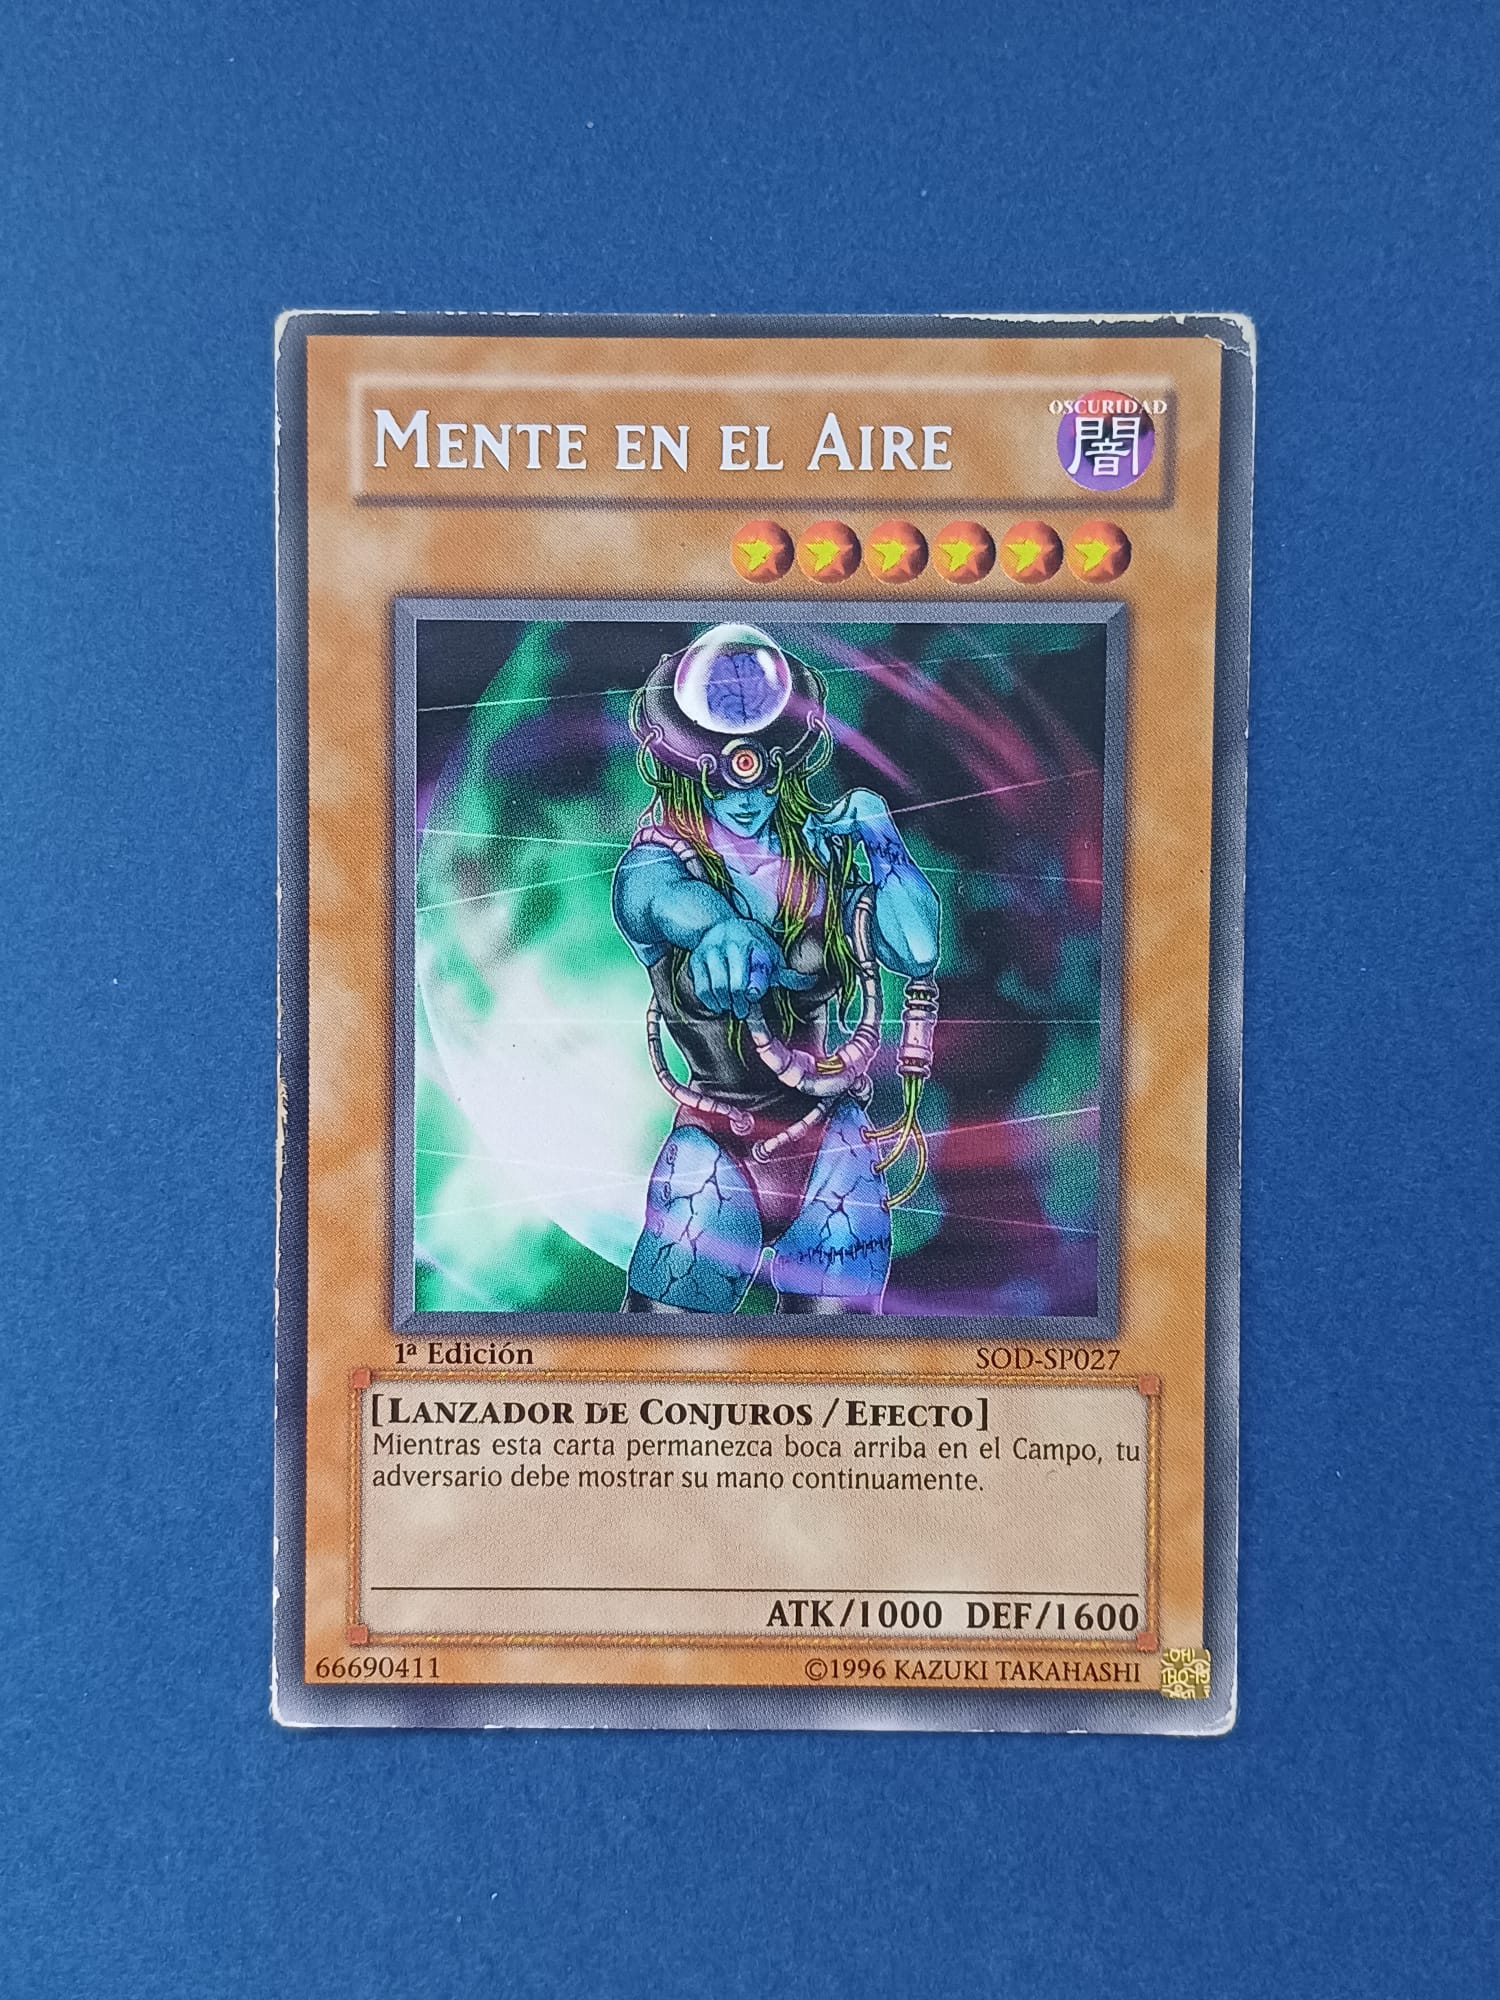 MENTE EN EL AIRE
OSCURIDAD
闇
1ª Edición
SOD-SP027
[LANZADOR DE CONJUROS / EFECTO]
Mientras esta carta permanezca boca arriba en el Campo, tu
adversario debe mostrar su mano continuamente.
ATK/1000 DEF/1600
66690411
©1996 KAZUKI TAKAHASHI